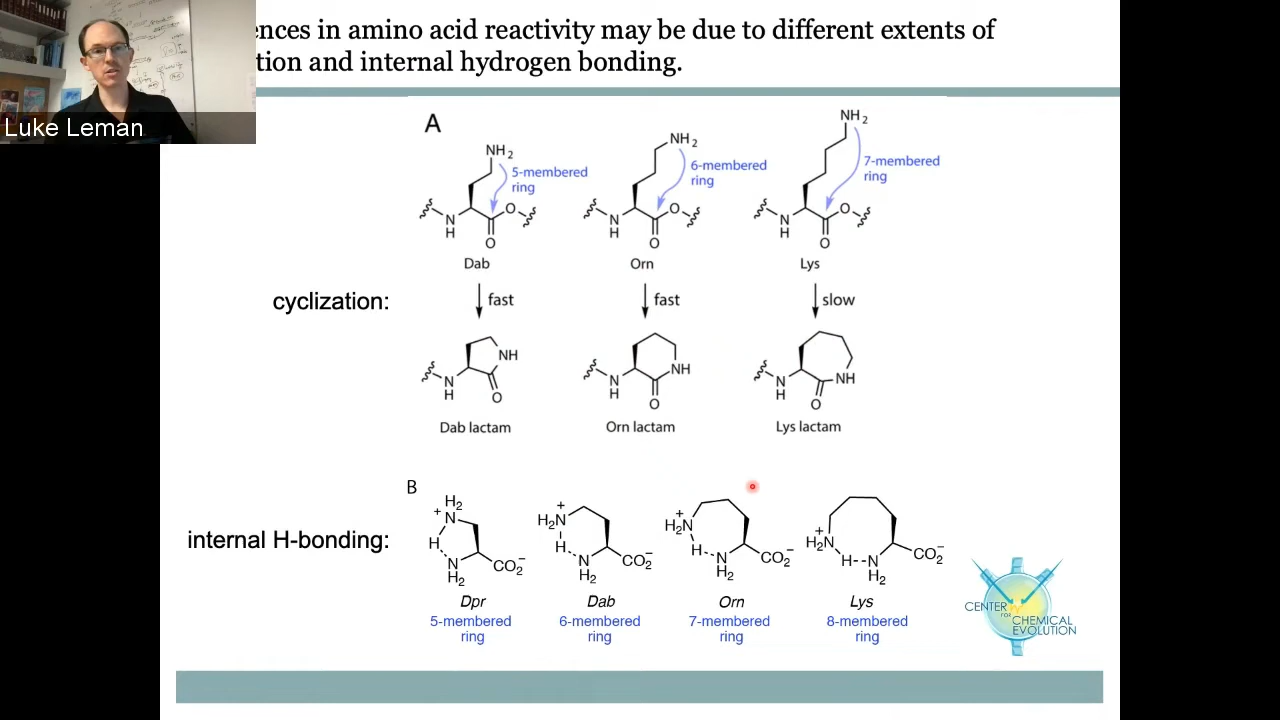 ences in amino acid reactivity may be due to different extents of
tion and internal hydrogen bonding.
Luke Leman
A
NH2
5-membered
ring
N
H
O
O
Dab
NH2
6-membered
ring
N
H
O
O
Orn
NH2
7-membered
ring
N
H
O
O
Lys
cyclization:
fast
fast
slow
NH
N
H
O
Dab lactam
NH
N
H
O
Orn lactam
NH
N
H
O
Lys lactam
B
internal H-bonding:
H2
+
N
H
N
H2
CO2-
Dpr
5-membered
ring
+
H2N
H
N
H2
CO2-
Dab
6-membered
ring
+
H2N
H
N
H2
CO2-
Orn
7-membered
ring
+
H2N
H
N
H2
CO2-
Lys
8-membered
ring
CENTER
FOR
CHEMICAL
EVOLUTION